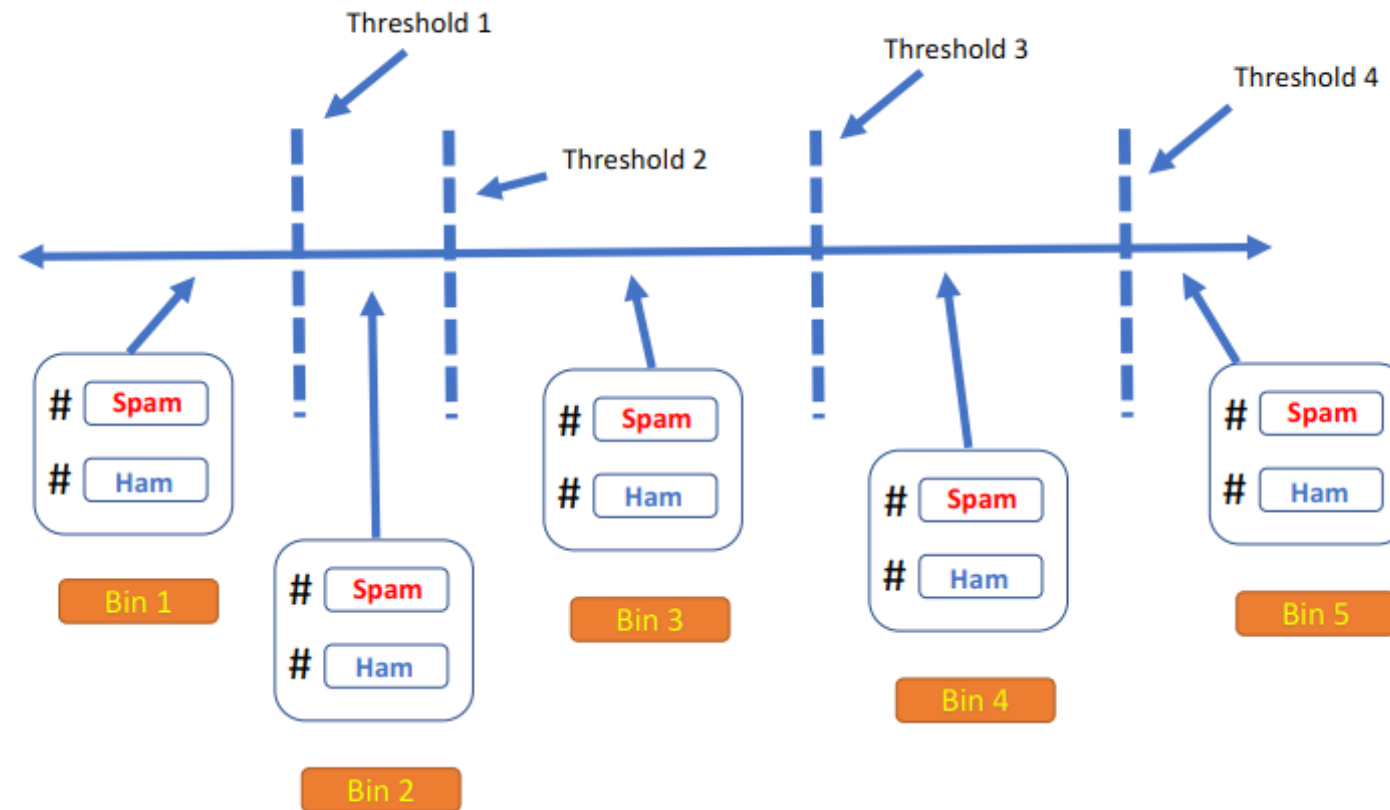 Threshold 1
Threshold 3
Threshold 4
Threshold 2
# Spam
# Ham
Bin 1
# Spam
# Ham
Bin 2
# Spam
# Ham
Bin 3
# Spam
# Ham
Bin 4
# Spam
# Ham
Bin 5